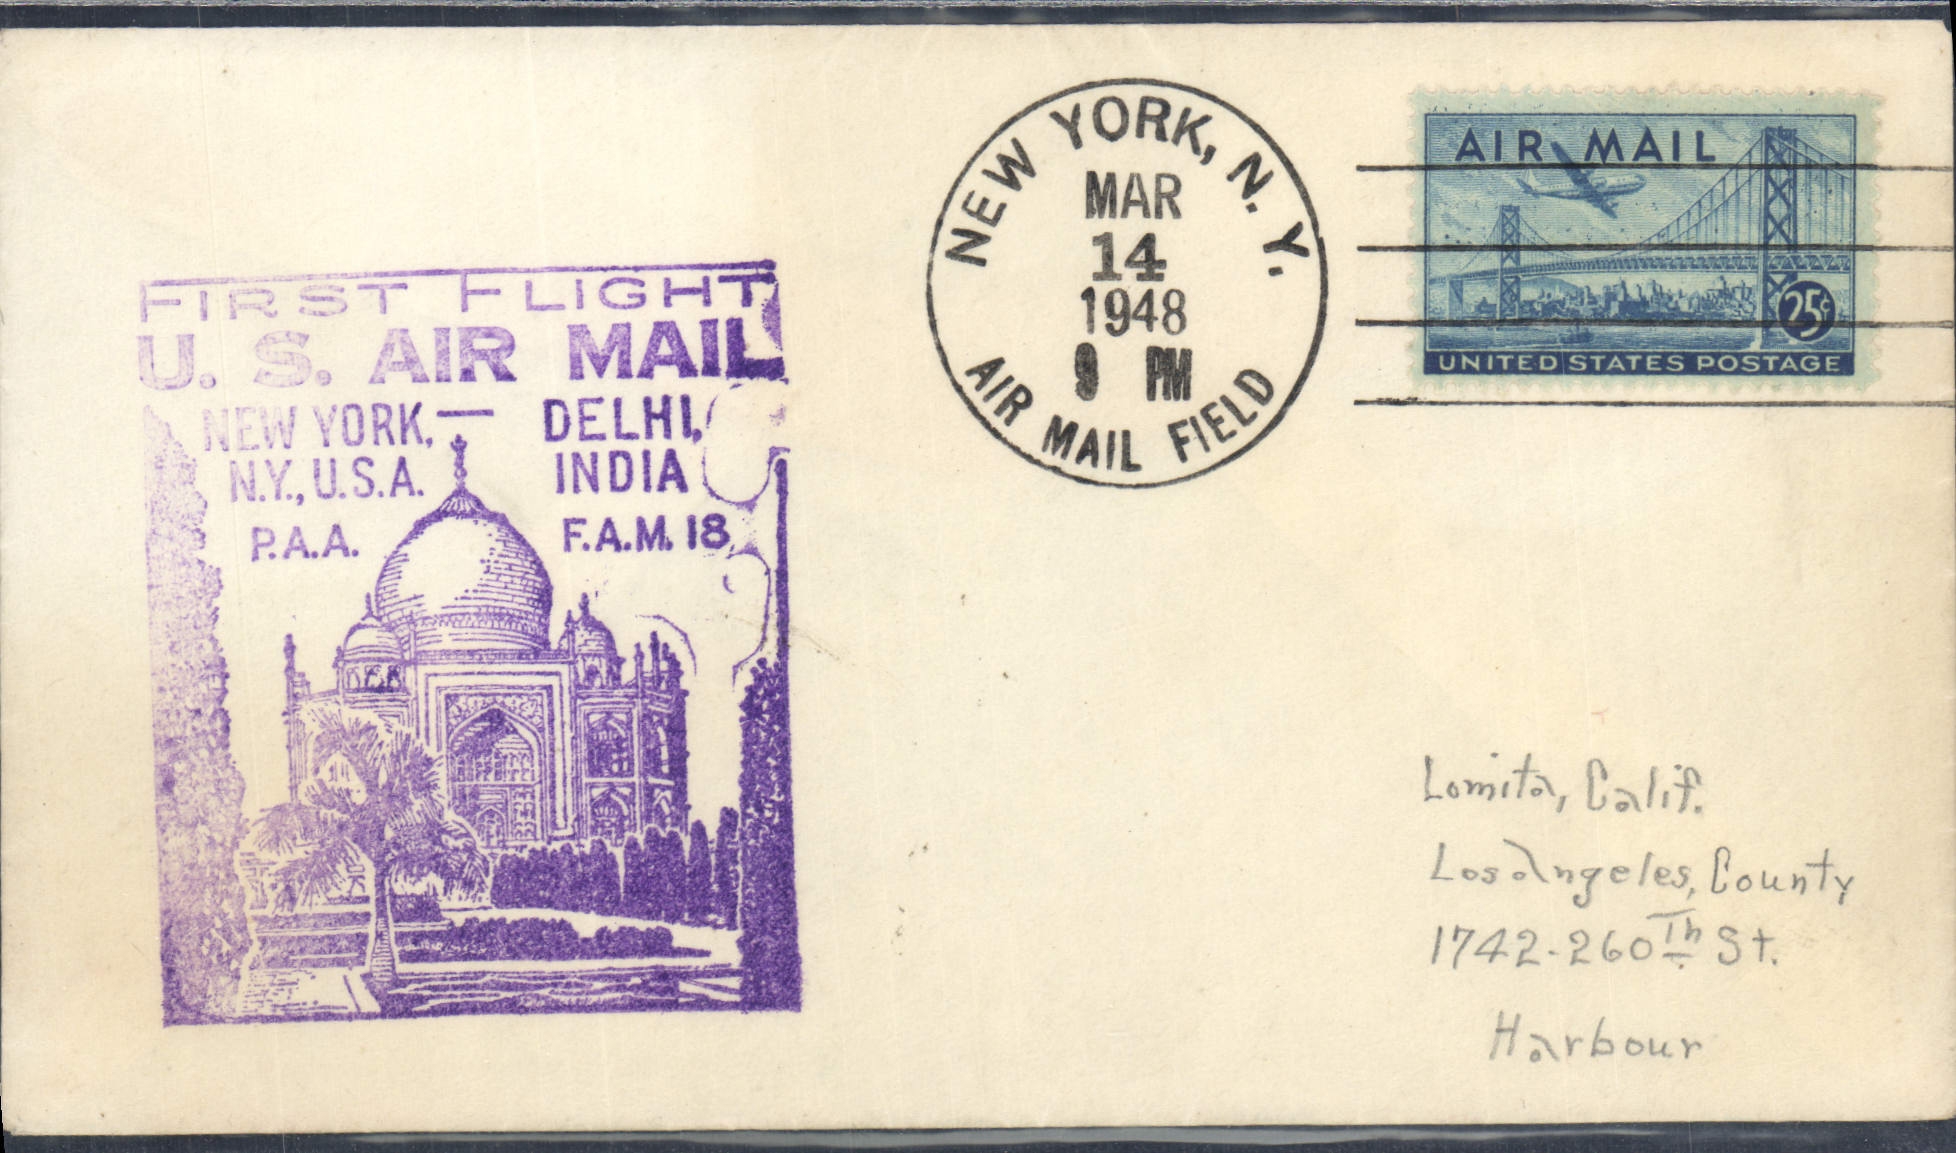 FIRST FLIGHT
U. S. AIR MAIL
NEW YORK, — DELHI,
N.Y., U.S.A. INDIA
P.A.A. F.A.M. 18
NEW YORK, N. Y.
MAR
14
1948
9 PM
AIR MAIL FIELD
AIR MAIL
25¢
UNITED STATES POSTAGE
Lomita, Calif.
Los Angeles, County
1742-260Th St.
Harbour